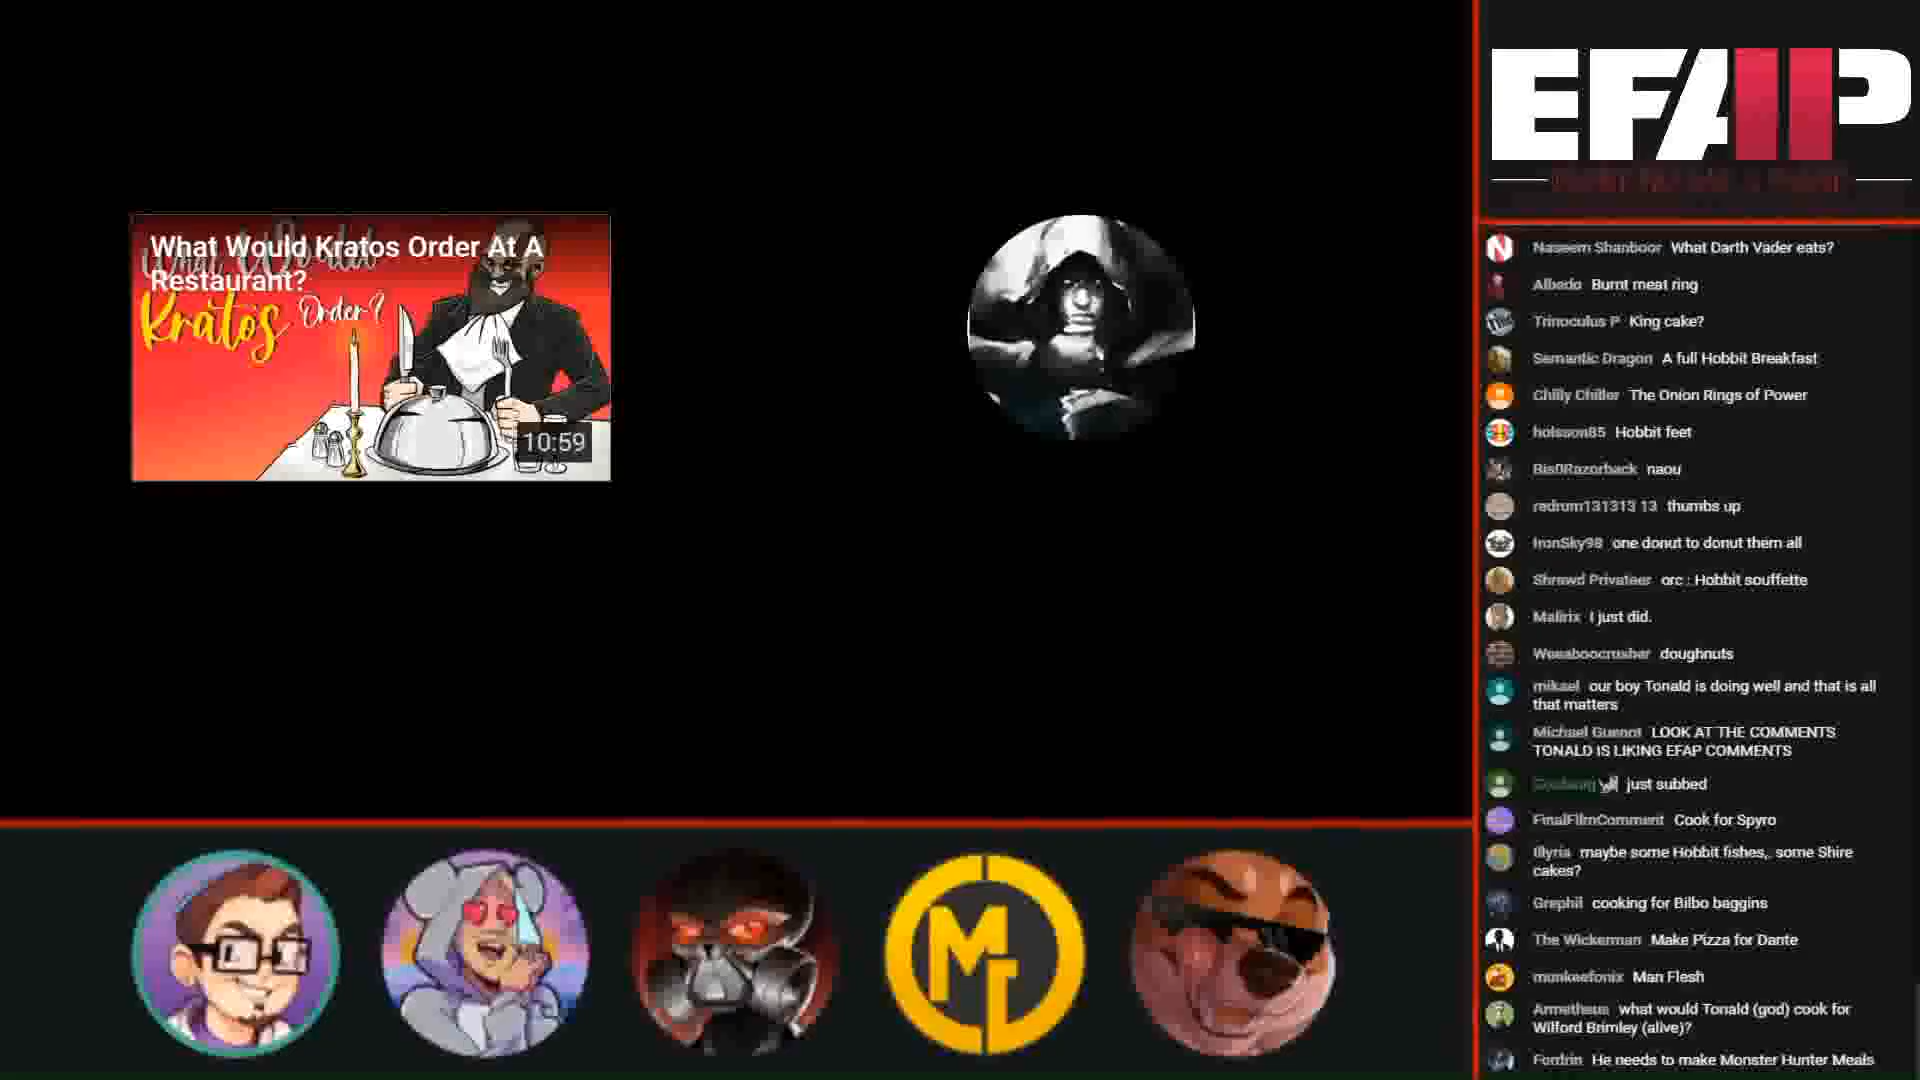 What Would Kratos Order At A
Restaurant?
What Would
Kratos Order?
10:59
EFAP
Naseem Shanboor What Darth Vader eats?
Albedo Burnt meat ring
Trinoculus P King cake?
Semantic Dragon A full Hobbit Breakfast
Chilly Chiller The Onion Rings of Power
holsson85 Hobbit feet
Bis0Razorback naou
redrum131313 13 thumbs up
IronSky98 one donut to donut them all
Shrewd Privateer orc : Hobbit souffette
Malirix I just did.
Weeaboocrusher doughnuts
mikael our boy Tonald is doing well and that is all
that matters
Michael Guenot LOOK AT THE COMMENTS
TONALD IS LIKING EFAP COMMENTS
just subbed
FinalFilmComment Cook for Spyro
Illyria maybe some Hobbit fishes,. some Shire
cakes?
Grephil cooking for Bilbo baggins
The Wickerman Make Pizza for Dante
munkeefonix Man Flesh
Armetheus what would Tonald (god) cook for
Wilford Brimley (alive)?
Fordrin He needs to make Monster Hunter Meals
MG